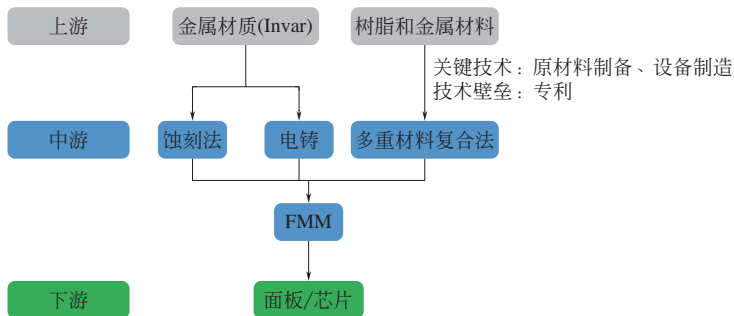 上游
金属材质(Invar)
树脂和金属材料
关键技术：原材料制备、设备制造
技术壁垒：专利
中游
蚀刻法
电铸
多重材料复合法
FMM
下游
面板/芯片